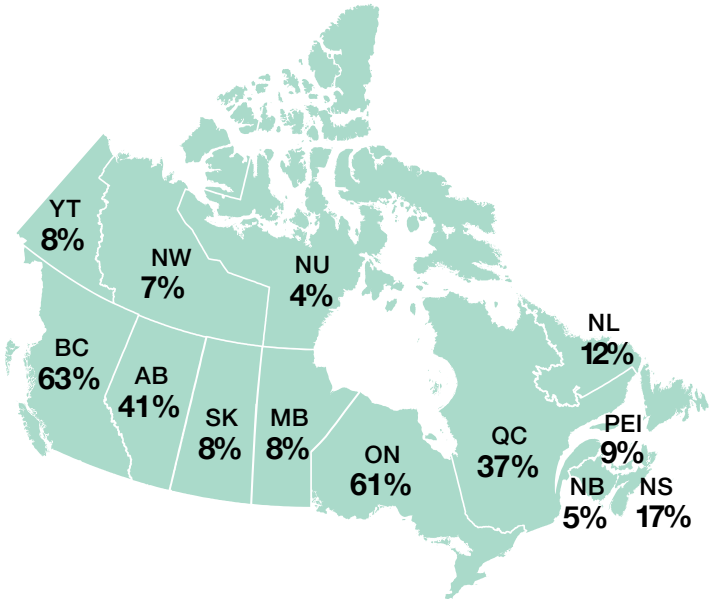 YT
8%
NW
7%
NU
4%
BC
63%
AB
41%
SK
8%
MB
8%
ON
61%
QC
37%
NL
12%
PEI
9%
NB
5%
NS
17%